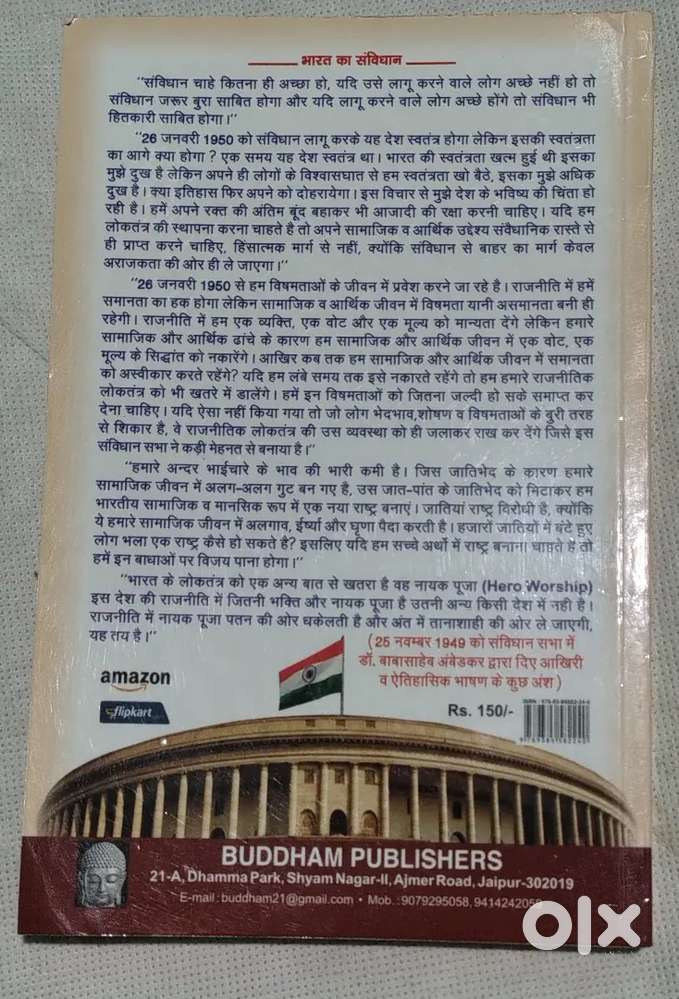 भारत का संविधान
"संविधान चाहे कितना ही अच्छा हो, यदि उसे लागू करने वाले लोग अच्छे नहीं हो तो
संविधान जरूर बुरा साबित होगा और यदि लागू करने वाले लोग अच्छे होंगे तो संविधान भी
हितकारी साबित होगा।"
"26 जनवरी 1950 को संविधान लागू करके यह देश स्वतंत्र होगा लेकिन इसकी स्वतंत्रता
का आगे क्या होगा ? एक समय यह देश स्वतंत्र था। भारत की स्वतंत्रता खत्म हुई थी इसका
मुझे दुख है लेकिन अपने ही लोगों के विश्वासघात से हम स्वतंत्रता खो बैठे, इसका मुझे अधिक
दुख है। क्या इतिहास फिर अपने को दोहरायेगा। इस विचार से मुझे देश के भविष्य की चिंता हो
रही है। हमें अपने रक्त की अंतिम बूंद बहाकर भी आजादी की रक्षा करनी चाहिए। यदि हम
लोकतंत्र की स्थापना करना चाहते है तो अपने सामाजिक व आर्थिक उद्देश्य संवैधानिक रास्ते से
ही प्राप्त करने चाहिए, हिंसात्मक मार्ग से नहीं, क्योंकि संविधान से बाहर का मार्ग केवल
अराजकता की ओर ही ले जाएगा।"
"26 जनवरी 1950 से हम विषमताओं के जीवन में प्रवेश करने जा रहे है। राजनीति में हमें
समानता का हक होगा लेकिन सामाजिक व आर्थिक जीवन में विषमता यानी असमानता बनी ही
रहेगी। राजनीति में हम एक व्यक्ति, एक वोट और एक मूल्य को मान्यता देंगे लेकिन हमारे
सामाजिक और आर्थिक ढांचे के कारण हम सामाजिक और आर्थिक जीवन में एक वोट, एक
मूल्य के सिद्धांत को नकारेंगे। आखिर कब तक हम सामाजिक और आर्थिक जीवन में समानता
को अस्वीकार करते रहेंगे? यदि हम लंबे समय तक इसे नकारते रहेंगे तो हम हमारे राजनीतिक
लोकतंत्र को भी खतरे में डालेंगे। हमें इन विषमताओं को जितना जल्दी हो सके समाप्त कर
देना चाहिए। यदि ऐसा नहीं किया गया तो जो लोग भेदभाव,शोषण व विषमताओं के बुरी तरह
से शिकार है, वे राजनीतिक लोकतंत्र की उस व्यवस्था को ही जलाकर राख कर देंगे जिसे इस
संविधान सभा ने कड़ी मेहनत से बनाया है।"
"हमारे अन्दर भाईचारे के भाव की भारी कमी है। जिस जातिभेद के कारण हमारे
सामाजिक जीवन में अलग-अलग गुट बन गए है, उस जात-पांत के जातिभेद को मिटाकर हम
भारतीय सामाजिक व मानसिक रूप में एक नया राष्ट्र बनाएं। जातियां राष्ट्र विरोधी है, क्योंकि
ये हमारे सामाजिक जीवन में अलगाव, ईर्ष्या और घृणा पैदा करती है। हजारों जातियों में बंटे हुए
लोग भला एक राष्ट्र कैसे हो सकते है? इसलिए यदि हम सच्चे अर्थों में राष्ट्र बनाना चाहते है तो
हमें इन बाधाओं पर विजय पाना होगा।"
"भारत के लोकतंत्र को एक अन्य बात से खतरा है वह नायक पूजा (Hero Worship)
इस देश की राजनीति में जितनी भक्ति और नायक पूजा है उतनी अन्य किसी देश में नही है।
राजनीति में नायक पूजा पतन की ओर धकेलती है और अंत में तानाशाही की ओर ले जाएगी,
यह तय है।"
(25 नवम्बर 1949 को संविधान सभा में
डॉ. बाबासाहेब अंबेडकर द्वारा दिए आखिरी
व ऐतिहासिक भाषण के कुछ अंश)
amazon
flipkart
Rs. 150/-
BUDDHAM PUBLISHERS
21-A, Dhamma Park, Shyam Nagar-II, Ajmer Road, Jaipur-302019
E-mail : buddham21@gmail.com • Mob. :9079295058,
olx